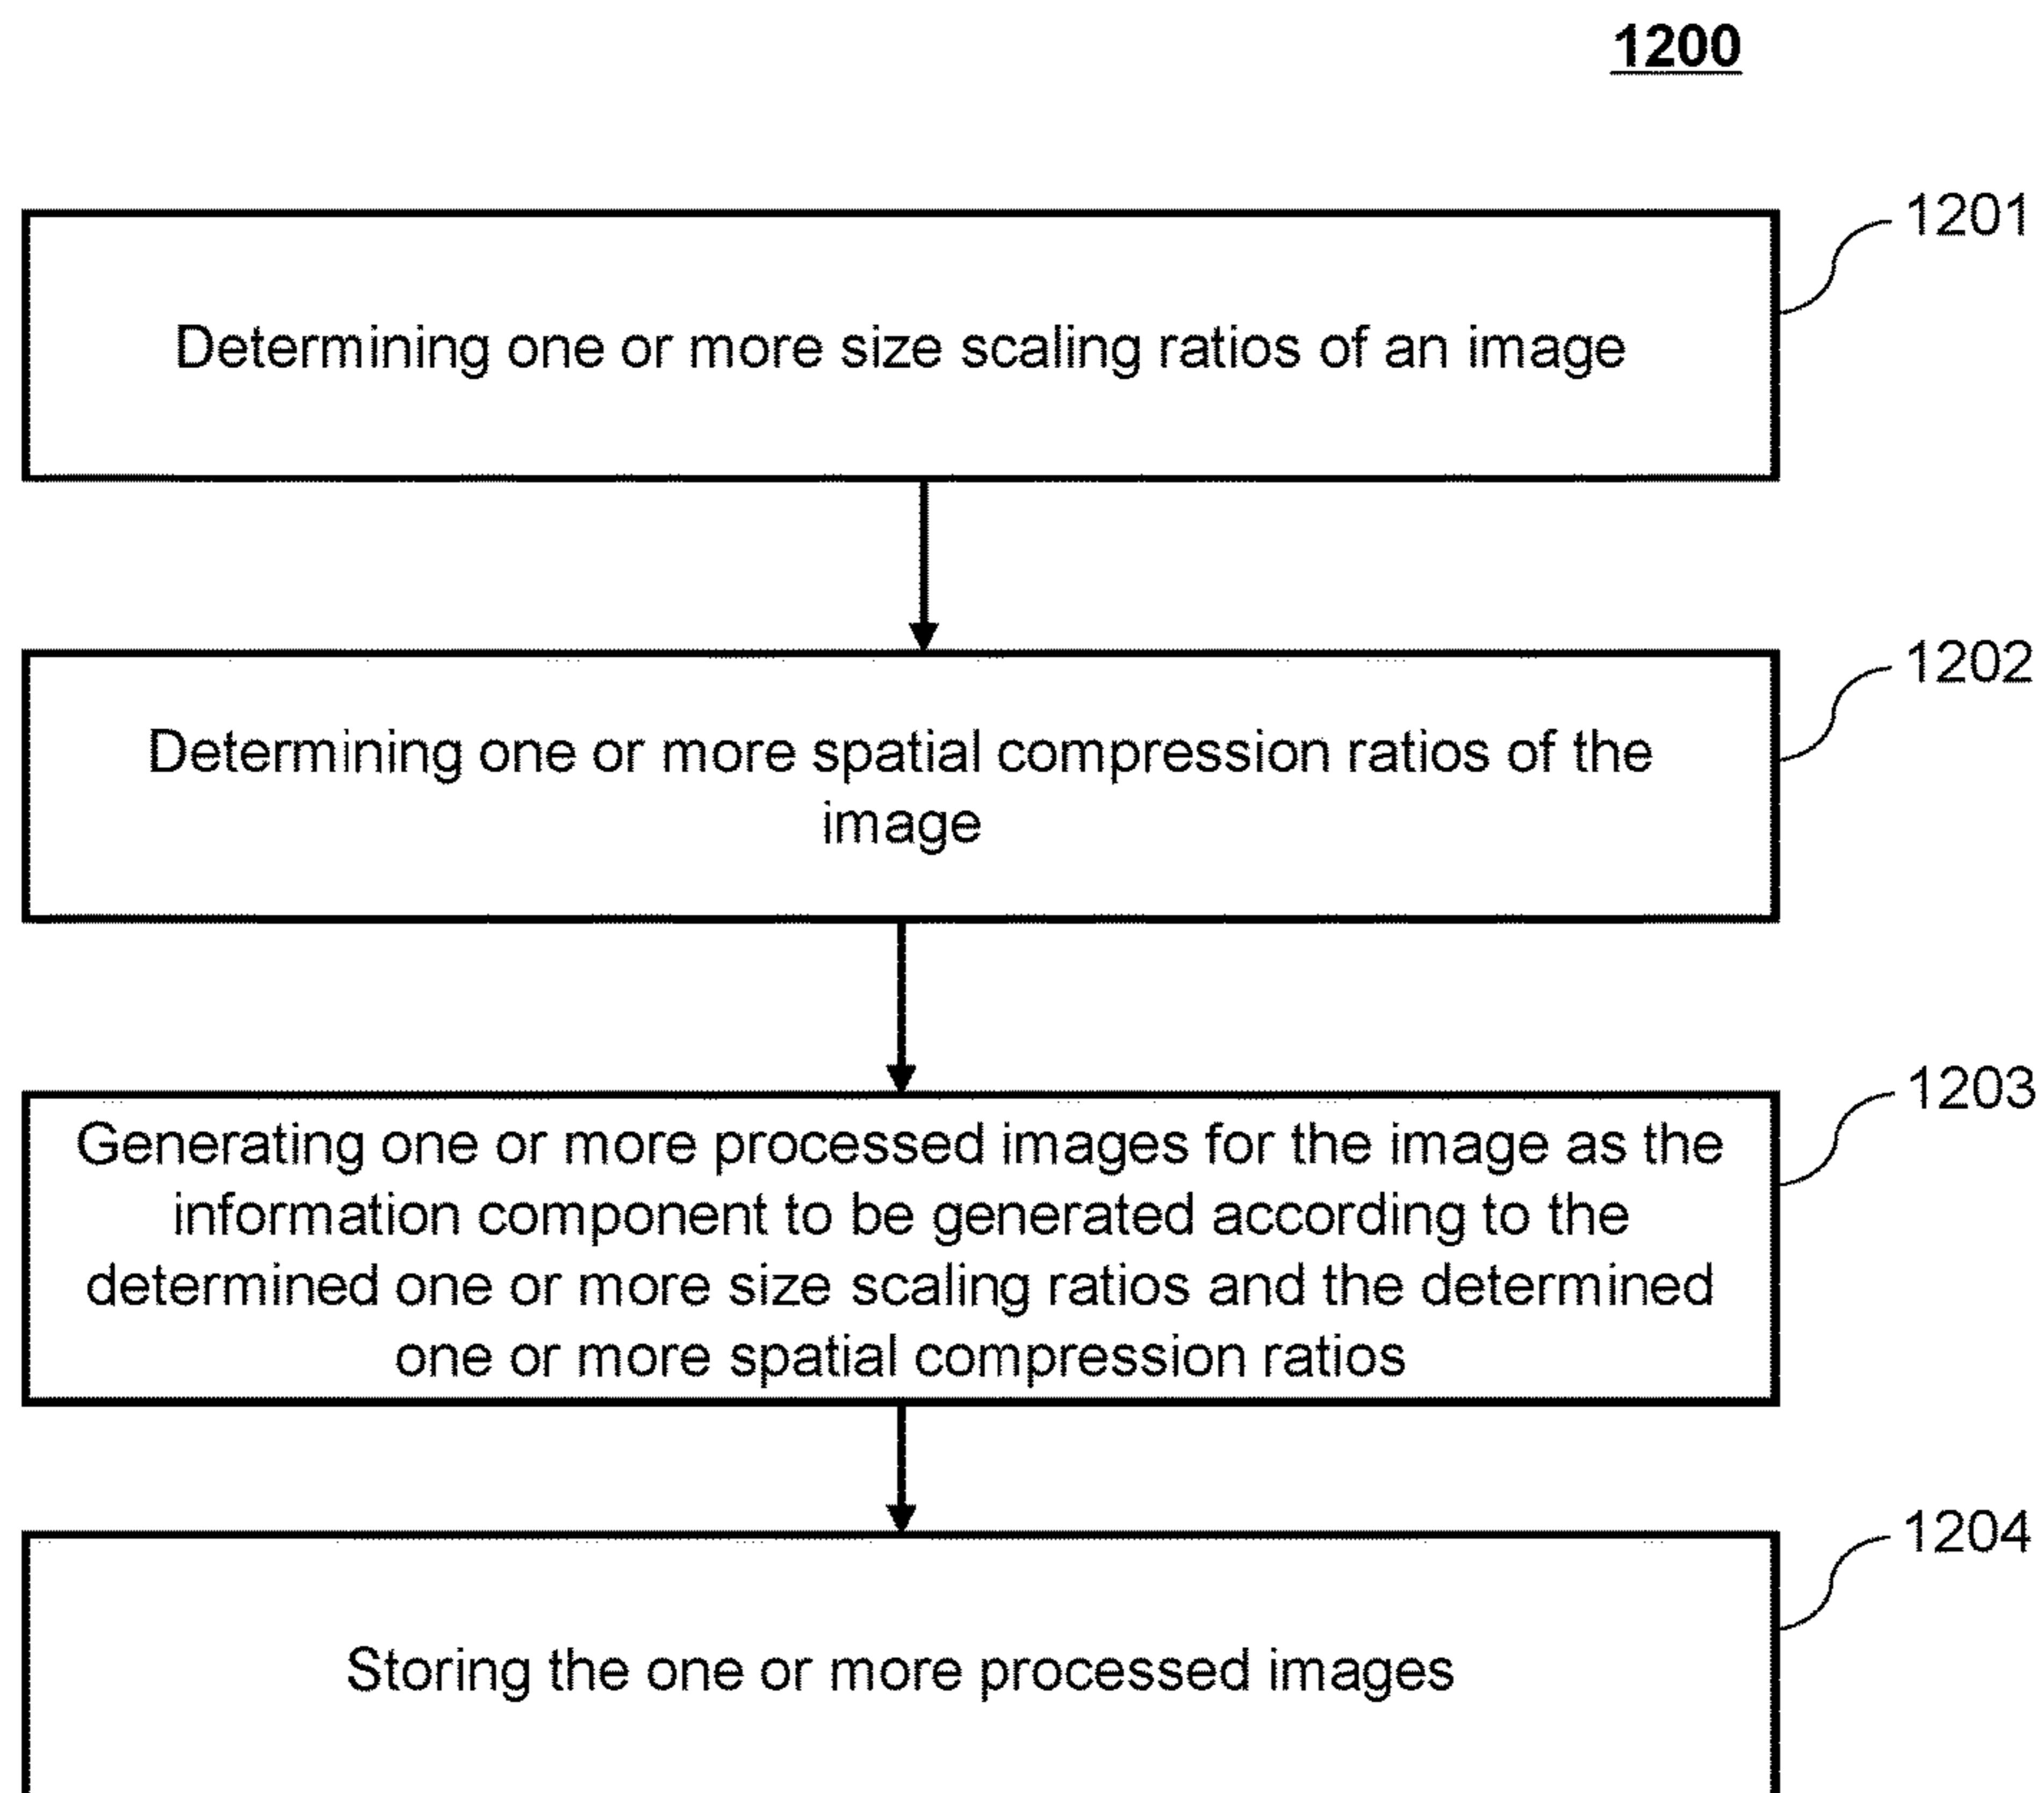 1200
1201
Determining one or more size scaling ratios of an image
1202
Determining one or more spatial compression ratios of the
image
1203
Generating one or more processed images for the image as the
information component to be generated according to the
determined one or more size scaling ratios and the determined
one or more spatial compression ratios
1204
Storing the one or more processed images